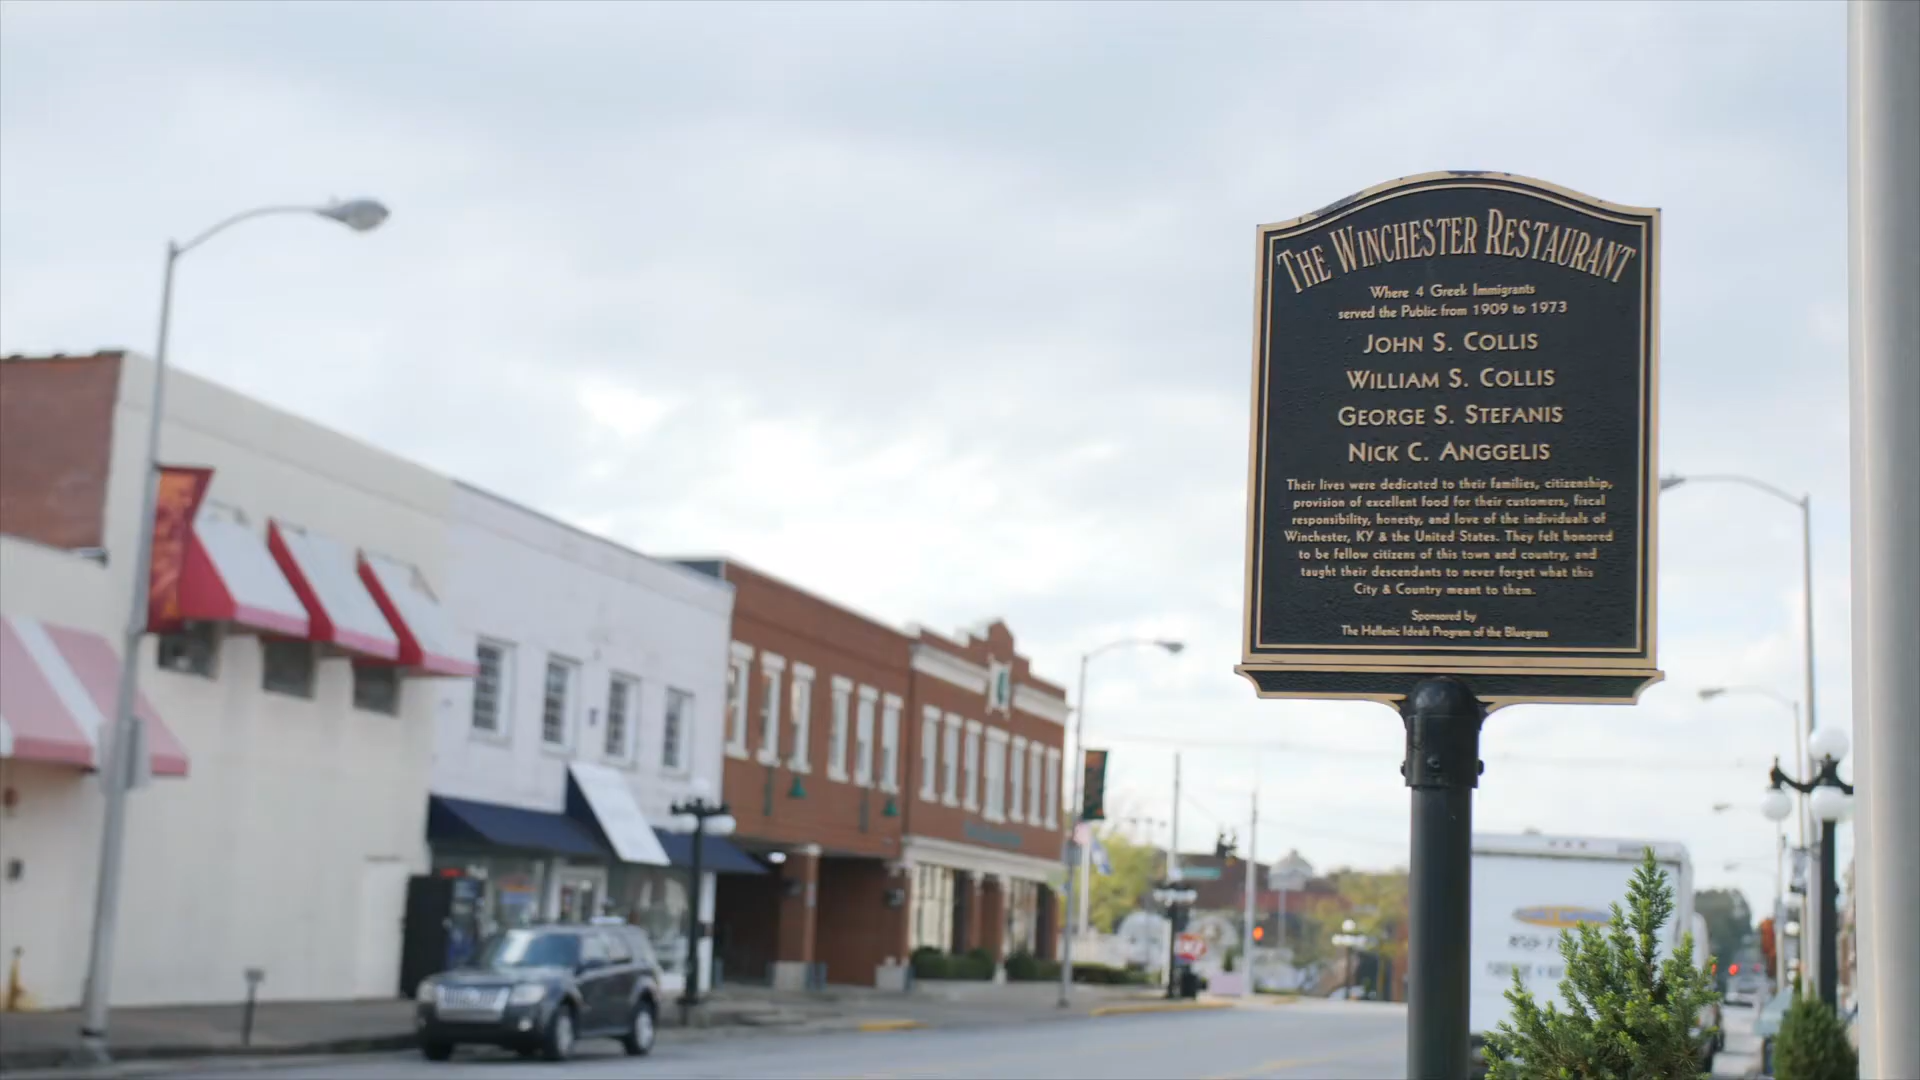 The Winchester Restaurant
Where 4 Greek Immigrants
served the Public from 1909 to 1973
John S. Collis
William S. Collis
George S. Stefanis
Nick C. Anggelis
Their lives were dedicated to their families, citizenship,
provision of excellent food for their customers, fiscal
responsibility, honesty, and love of the individuals of
Winchester, KY & the United States. They felt honored
to be fellow citizens of this town and country, and
taught their descendants to never forget what this
City & Country meant to them.
Sponsored by
The Hellenic Ideals Program of the Bluegrass